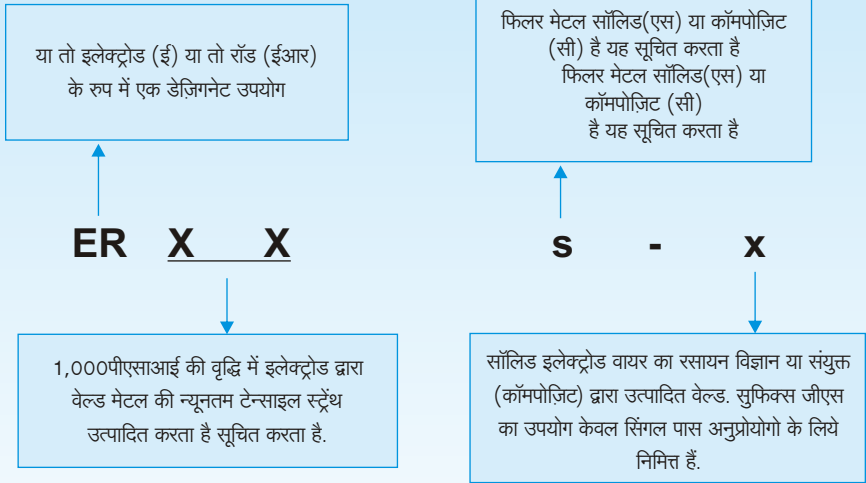 या तो इलेक्ट्रोड (ई) या तो रॉड (ईआर)
के रुप में एक डेज़िगनेट उपयोग
फिलर मेटल सॉलिड(एस) या कॉमपोज़िट
(सी) है यह सूचित करता है
फिलर मेटल सॉलिड(एस) या
कॉमपोज़िट (सी)
है यह सूचित करता है
ER X X s - x
1,000पीएसआई की वृद्धि में इलेक्ट्रोड द्वारा
वेल्ड मेटल की न्यूनतम टेन्साइल स्ट्रेंथ
उत्पादित करता है सूचित करता है.
सॉलिड इलेक्ट्रोड वायर का रसायन विज्ञान या संयुक्त
(कॉमपोज़िट) द्वारा उत्पादित वेल्ड. सुफिक्स जीएस
का उपयोग केवल सिंगल पास अनुप्रोयोगो के लिये
निमित्त हैं.